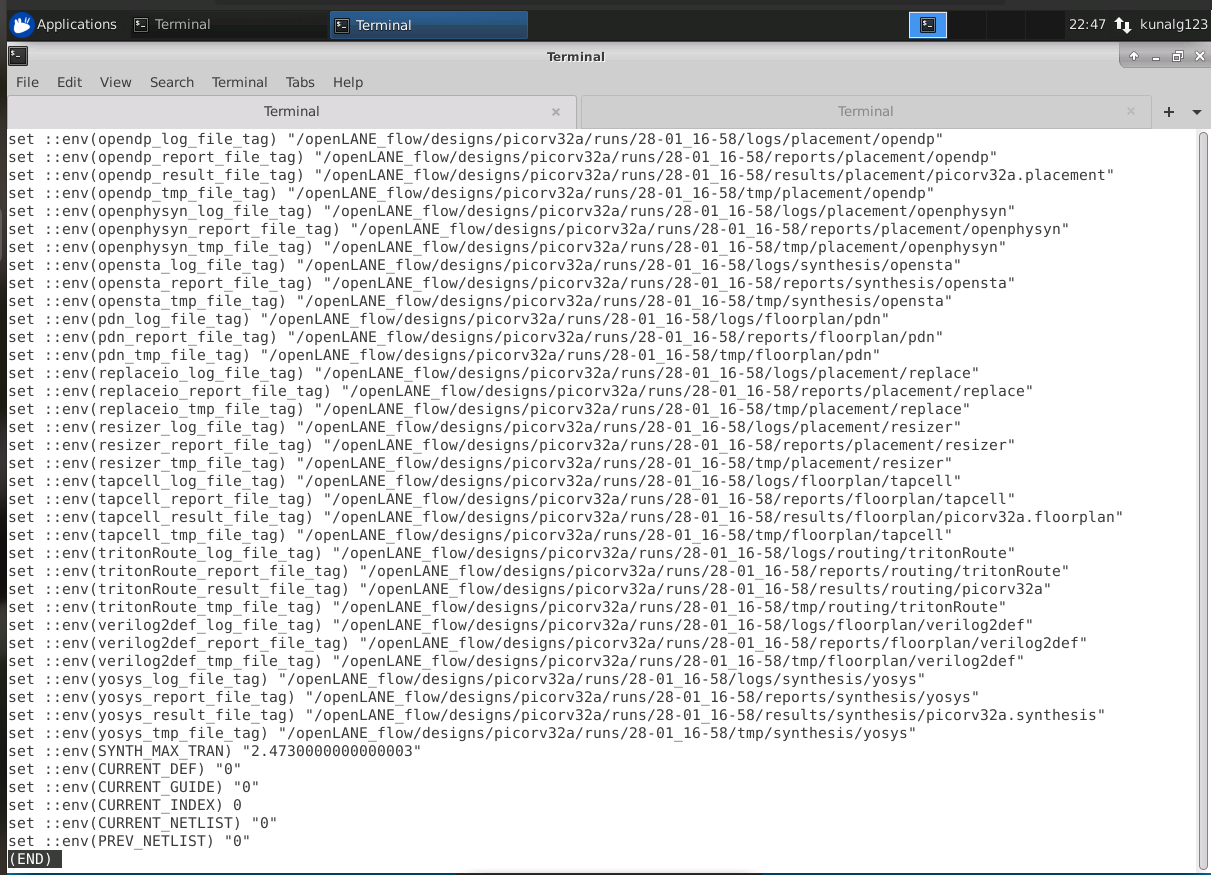 Applications
Terminal
Terminal
22:47
kunalg123
Terminal
File Edit View Search Terminal Tabs Help
Terminal
Terminal
set ::env(opendp_log_file_tag) "/openLANE_flow/designs/picorv32a/runs/28-01_16-58/logs/placement/opendp"
set ::env(opendp_report_file_tag) "/openLANE_flow/designs/picorv32a/runs/28-01_16-58/reports/placement/opendp"
set ::env(opendp_result_file_tag) "/openLANE_flow/designs/picorv32a/runs/28-01_16-58/results/placement/picorv32a.placement"
set ::env(opendp_tmp_file_tag) "/openLANE_flow/designs/picorv32a/runs/28-01_16-58/tmp/placement/opendp"
set ::env(openphysyn_log_file_tag) "/openLANE_flow/designs/picorv32a/runs/28-01_16-58/logs/placement/openphysyn"
set ::env(openphysyn_report_file_tag) "/openLANE_flow/designs/picorv32a/runs/28-01_16-58/reports/placement/openphysyn"
set ::env(openphysyn_tmp_file_tag) "/openLANE_flow/designs/picorv32a/runs/28-01_16-58/tmp/placement/openphysyn"
set ::env(opensta_log_file_tag) "/openLANE_flow/designs/picorv32a/runs/28-01_16-58/logs/synthesis/opensta"
set ::env(opensta_report_file_tag) "/openLANE_flow/designs/picorv32a/runs/28-01_16-58/reports/synthesis/opensta"
set ::env(opensta_tmp_file_tag) "/openLANE_flow/designs/picorv32a/runs/28-01_16-58/tmp/synthesis/opensta"
set ::env(pdn_log_file_tag) "/openLANE_flow/designs/picorv32a/runs/28-01_16-58/logs/floorplan/pdn"
set ::env(pdn_report_file_tag) "/openLANE_flow/designs/picorv32a/runs/28-01_16-58/reports/floorplan/pdn"
set ::env(pdn_tmp_file_tag) "/openLANE_flow/designs/picorv32a/runs/28-01_16-58/tmp/floorplan/pdn"
set ::env(replaceio_log_file_tag) "/openLANE_flow/designs/picorv32a/runs/28-01_16-58/logs/placement/replace"
set ::env(replaceio_report_file_tag) "/openLANE_flow/designs/picorv32a/runs/28-01_16-58/reports/placement/replace"
set ::env(replaceio_tmp_file_tag) "/openLANE_flow/designs/picorv32a/runs/28-01_16-58/tmp/placement/replace"
set ::env(resizer_log_file_tag) "/openLANE_flow/designs/picorv32a/runs/28-01_16-58/logs/placement/resizer"
set ::env(resizer_report_file_tag) "/openLANE_flow/designs/picorv32a/runs/28-01_16-58/reports/placement/resizer"
set ::env(resizer_tmp_file_tag) "/openLANE_flow/designs/picorv32a/runs/28-01_16-58/tmp/placement/resizer"
set ::env(tapcell_log_file_tag) "/openLANE_flow/designs/picorv32a/runs/28-01_16-58/logs/floorplan/tapcell"
set ::env(tapcell_report_file_tag) "/openLANE_flow/designs/picorv32a/runs/28-01_16-58/reports/floorplan/tapcell"
set ::env(tapcell_result_file_tag) "/openLANE_flow/designs/picorv32a/runs/28-01_16-58/results/floorplan/picorv32a.floorplan"
set ::env(tapcell_tmp_file_tag) "/openLANE_flow/designs/picorv32a/runs/28-01_16-58/tmp/floorplan/tapcell"
set ::env(tritonRoute_log_file_tag) "/openLANE_flow/designs/picorv32a/runs/28-01_16-58/logs/routing/tritonRoute"
set ::env(tritonRoute_report_file_tag) "/openLANE_flow/designs/picorv32a/runs/28-01_16-58/reports/routing/tritonRoute"
set ::env(tritonRoute_result_file_tag) "/openLANE_flow/designs/picorv32a/runs/28-01_16-58/results/routing/picorv32a"
set ::env(tritonRoute_tmp_file_tag) "/openLANE_flow/designs/picorv32a/runs/28-01_16-58/tmp/routing/tritonRoute"
set ::env(verilog2def_log_file_tag) "/openLANE_flow/designs/picorv32a/runs/28-01_16-58/logs/floorplan/verilog2def"
set ::env(verilog2def_report_file_tag) "/openLANE_flow/designs/picorv32a/runs/28-01_16-58/reports/floorplan/verilog2def"
set ::env(verilog2def_tmp_file_tag) "/openLANE_flow/designs/picorv32a/runs/28-01_16-58/tmp/floorplan/verilog2def"
set ::env(yosys_log_file_tag) "/openLANE_flow/designs/picorv32a/runs/28-01_16-58/logs/synthesis/yosys"
set ::env(yosys_report_file_tag) "/openLANE_flow/designs/picorv32a/runs/28-01_16-58/reports/synthesis/yosys"
set ::env(yosys_result_file_tag) "/openLANE_flow/designs/picorv32a/runs/28-01_16-58/results/synthesis/picorv32a.synthesis"
set ::env(yosys_tmp_file_tag) "/openLANE_flow/designs/picorv32a/runs/28-01_16-58/tmp/synthesis/yosys"
set ::env(SYNTH_MAX_TRAN) "2.4730000000000003"
set ::env(CURRENT_DEF) "0"
set ::env(CURRENT_GUIDE) "0"
set ::env(CURRENT_INDEX) 0
set ::env(CURRENT_NETLIST) "0"
set ::env(PREV_NETLIST) "0"
(END)